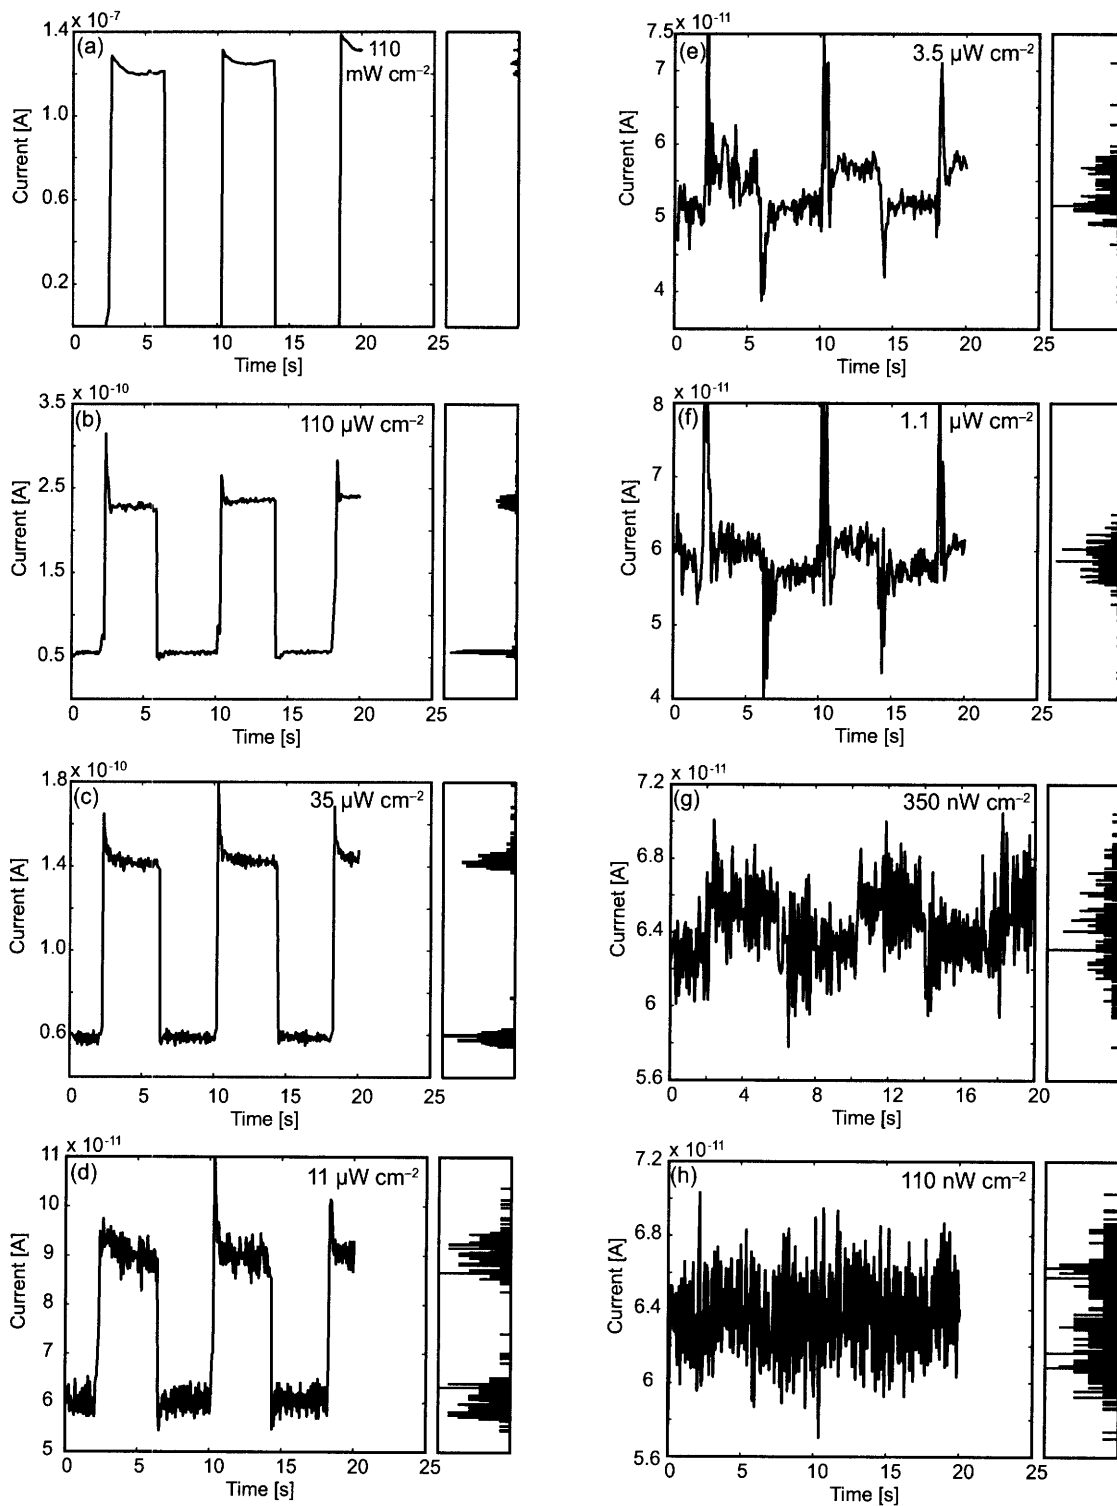 x 10-7
1.4
(a)
110
mW cm-2
1.0
0.6
0.2
Current [A]
0 5 10 15 20 25
Time [s]
x 10-10
3.5
(b)
110 µW cm–2
2.5
1.5
0.5
Current [A]
0 5 10 15 20 25
Time [s]
x 10-10
1.8
(c)
35 µW cm–2
1.4
1.0
0.6
Current [A]
0 5 10 15 20 25
Time [s]
x 10-11
11
(d)
11 µW cm–2
10
9
8
7
6
5
Current [A]
0 5 10 15 20 25
Time [s]
x 10-11
7.5
(e)
3.5 µW cm–2
7
6
5
4
Current [A]
0 5 10 15 20 25
Time [s]
x 10-11
8
(f)
1.1 µW cm–2
7
6
5
4
Current [A]
0 5 10 15 20 25
Time [s]
x 10-11
7.2
(g)
350 nW cm–2
6.8
6.4
6
5.6
Currnet [A]
0 4 8 12 16 20
Time [s]
x 10-11
7.2
(h)
110 nW cm–2
6.8
6.4
6
5.6
Current [A]
0 5 10 15 20 25
Time [s]